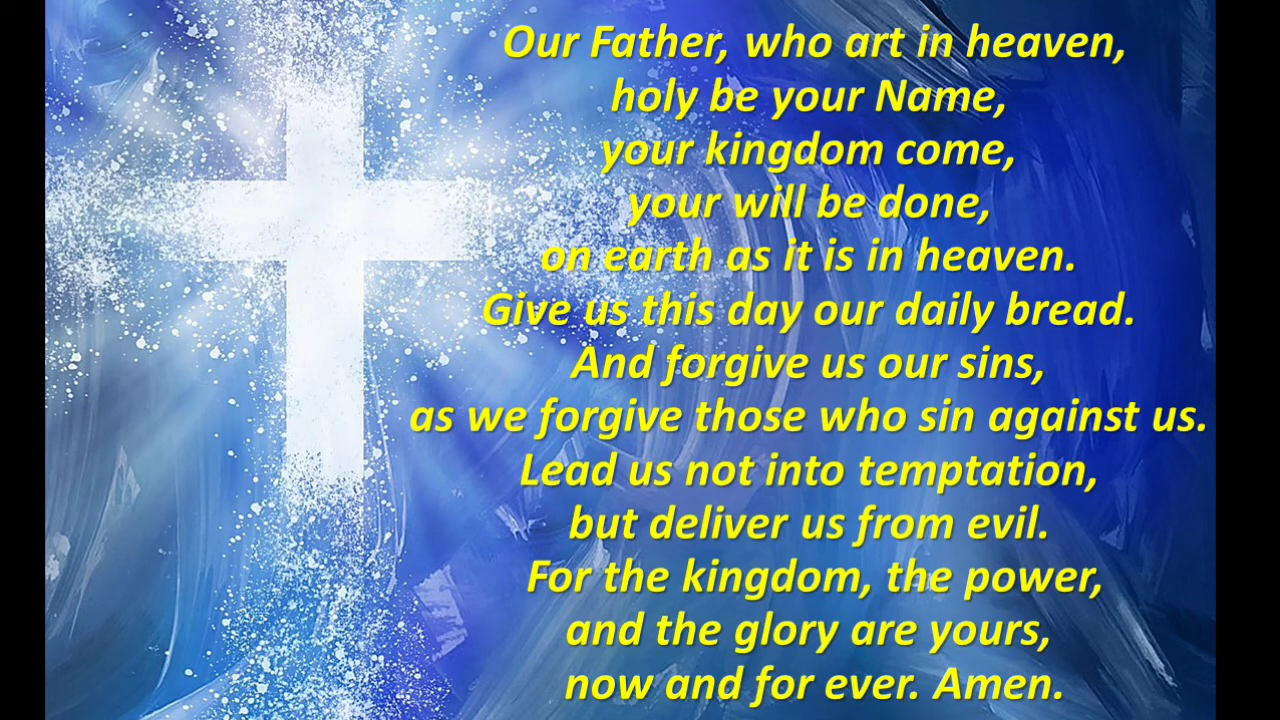 Our Father, who art in heaven,
holy be your Name,
your kingdom come,
your will be done,
on earth as it is in heaven.
Give us this day our daily bread.
And forgive us our sins,
as we forgive those who sin against us.
Lead us not into temptation,
but deliver us from evil.
For the kingdom, the power,
and the glory are yours,
now and for ever. Amen.